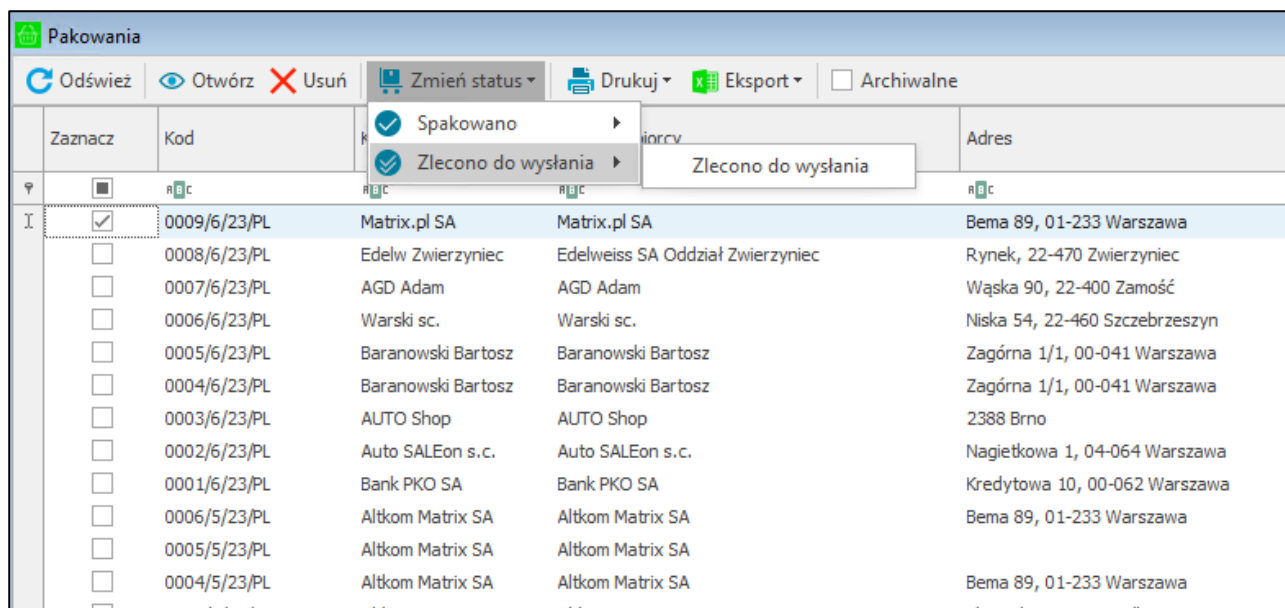 Pakowania
Odśwież Otwórz Usuń Zmień status Drukuj Eksport Archiwalne
Zaznacz Kod Adres
Spakowano
Zlecono do wysłania Zlecono do wysłania
0009/6/23/PL Matrix.pl SA Matrix.pl SA Bema 89, 01-233 Warszawa
0008/6/23/PL Edelw Zwierzyniec Edelweiss SA Oddział Zwierzyniec Rynek, 22-470 Zwierzyniec
0007/6/23/PL AGD Adam AGD Adam Wąska 90, 22-400 Zamość
0006/6/23/PL Warski sc. Warski sc. Niska 54, 22-460 Szczebrzeszyn
0005/6/23/PL Baranowski Bartosz Baranowski Bartosz Zagórna 1/1, 00-041 Warszawa
0004/6/23/PL Baranowski Bartosz Baranowski Bartosz Zagórna 1/1, 00-041 Warszawa
0003/6/23/PL AUTO Shop AUTO Shop 2388 Brno
0002/6/23/PL Auto SALEon s.c. Auto SALEon s.c. Nagietkowa 1, 04-064 Warszawa
0001/6/23/PL Bank PKO SA Bank PKO SA Kredytowa 10, 00-062 Warszawa
0006/5/23/PL Altkom Matrix SA Altkom Matrix SA Bema 89, 01-233 Warszawa
0005/5/23/PL Altkom Matrix SA Altkom Matrix SA
0004/5/23/PL Altkom Matrix SA Altkom Matrix SA Bema 89, 01-233 Warszawa